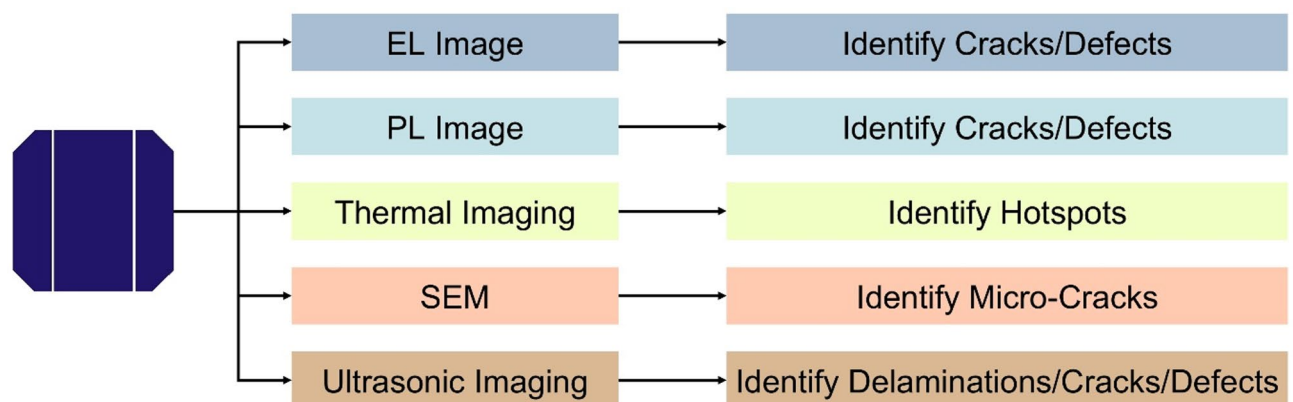 EL Image
Identify Cracks/Defects
PL Image
Identify Cracks/Defects
Thermal Imaging
Identify Hotspots
SEM
Identify Micro-Cracks
Ultrasonic Imaging
Identify Delaminations/Cracks/Defects